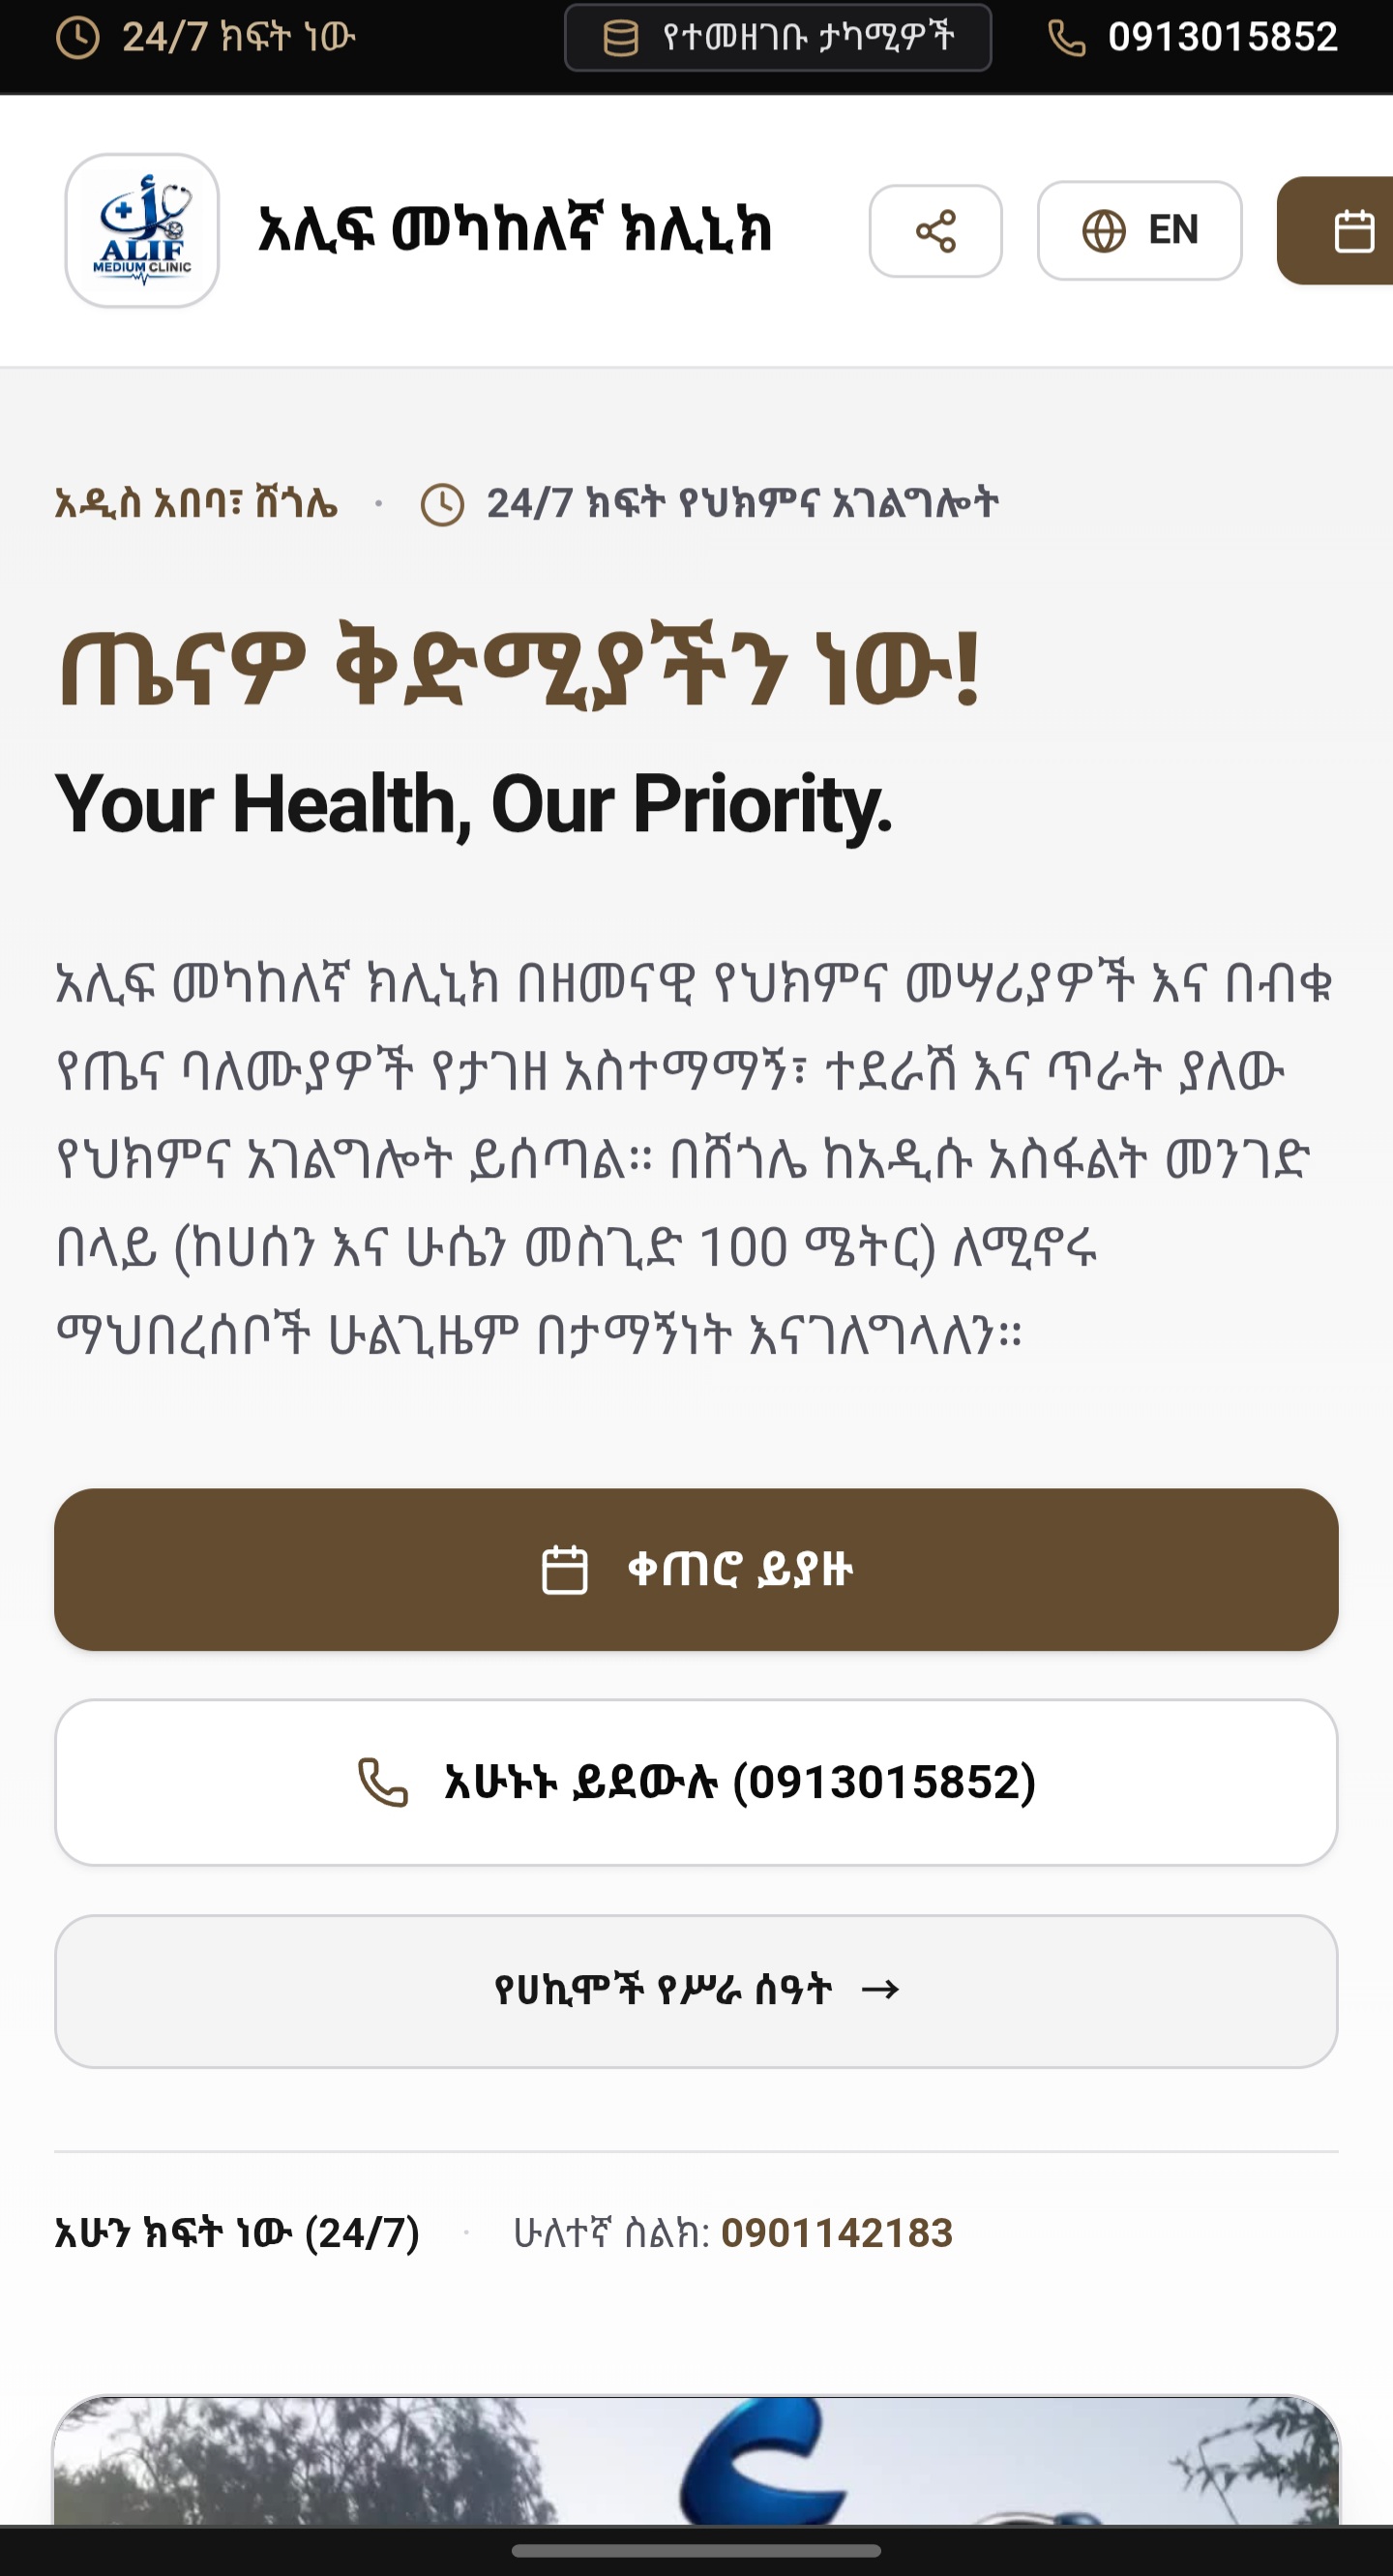 24/7 ክፍት ነው
የተመዘገቡ ታካሚዎች
0913015852
ALIF
MEDIUM CLINIC
አሊፍ መካከለኛ ክሊኒክ
EN
አዲስ አበባ፣ ሸጎሌ · 24/7 ክፍት የህክምና አገልግሎት
ጤናዎ ቅድሚያችን ነው!
Your Health, Our Priority.
አሊፍ መካከለኛ ክሊኒክ በዘመናዊ የህክምና መሣሪያዎች እና በብቁ
የጤና ባለሙያዎች የታገዘ አስተማማኝ፣ ተደራሽ እና ጥራት ያለው
የህክምና አገልግሎት ይሰጣል። በሸጎሌ ከአዲሱ አስፋልት መንገድ
በላይ (ከሀሰን እና ሁሴን መስጊድ 100 ሜትር) ለሚኖሩ
ማህበረሰቦች ሁልጊዜም በታማኝነት እናገለግላለን።
ቀጠሮ ይያዙ
አሁኑኑ ይደውሉ (0913015852)
የሀኪሞች የሥራ ሰዓት →
አሁን ክፍት ነው (24/7) · ሁለተኛ ስልክ: 0901142183